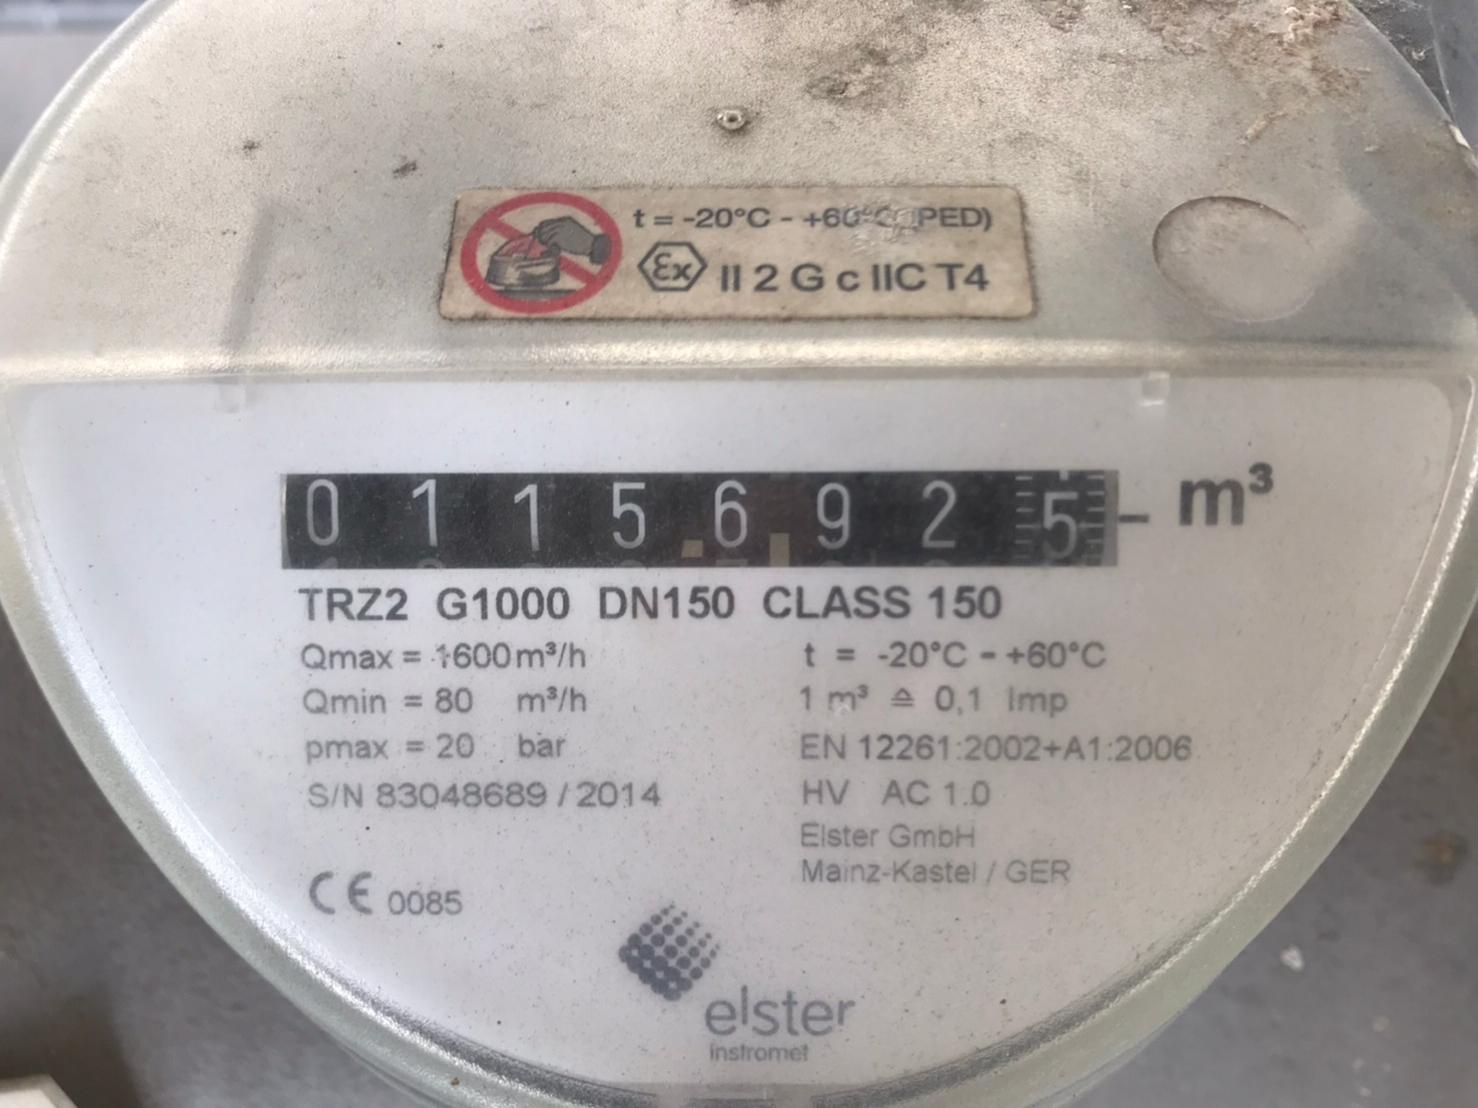 t = -20°C - +60°C (PED)
Ex II 2 G c IIC T4
0 1 1 5 6 9 2 5 m³
TRZ2 G1000 DN150 CLASS 150
Qmax = 1600 m³/h t = -20°C - +60°C
Qmin = 80 m³/h 1 m³ ≙ 0,1 Imp
pmax = 20 bar EN 12261:2002+A1:2006
S/N 83048689 / 2014 HV AC 1.0
Elster GmbH
Mainz-Kastel / GER
CE 0085
elster
Instromet